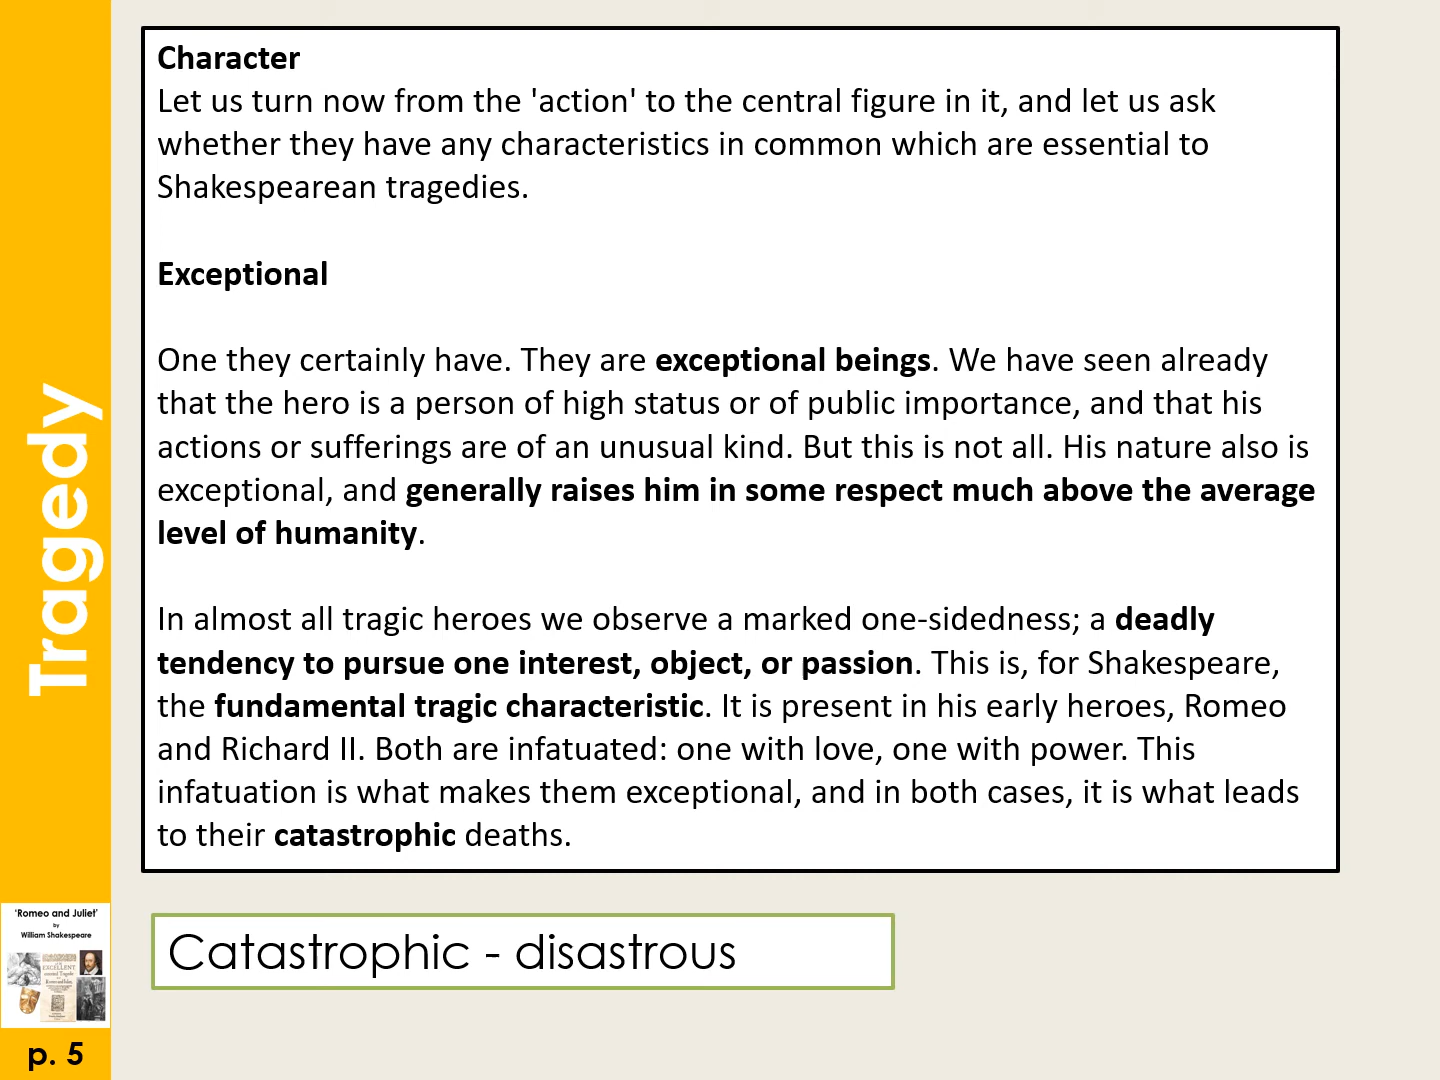 Character
Let us turn now from the 'action' to the central figure in it, and let us ask
whether they have any characteristics in common which are essential to
Shakespearean tragedies.
Exceptional
One they certainly have. They are exceptional beings. We have seen already
that the hero is a person of high status or of public importance, and that his
actions or sufferings are of an unusual kind. But this is not all. His nature also is
exceptional, and generally raises him in some respect much above the average
level of humanity.
In almost all tragic heroes we observe a marked one-sidedness; a deadly
tendency to pursue one interest, object, or passion. This is, for Shakespeare,
the fundamental tragic characteristic. It is present in his early heroes, Romeo
and Richard II. Both are infatuated: one with love, one with power. This
infatuation is what makes them exceptional, and in both cases, it is what leads
to their catastrophic deaths.
Catastrophic - disastrous
Tragedy
'Romeo and Juliet'
by
William Shakespeare
EXCELLENT
p. 5